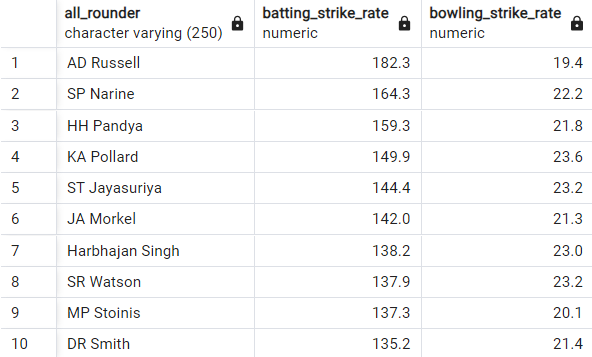 all_rounder batting_strike_rate bowling_strike_rate
character varying (250) numeric numeric
1 AD Russell 182.3 19.4
2 SP Narine 164.3 22.2
3 HH Pandya 159.3 21.8
4 KA Pollard 149.9 23.6
5 ST Jayasuriya 144.4 23.2
6 JA Morkel 142.0 21.3
7 Harbhajan Singh 138.2 23.0
8 SR Watson 137.9 23.2
9 MP Stoinis 137.3 20.1
10 DR Smith 135.2 21.4